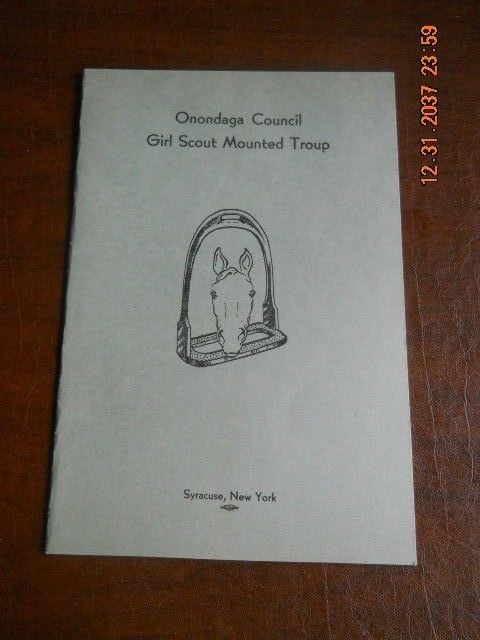 Onondaga Council
Girl Scout Mounted Troup
Syracuse, New York
12.31.2037 23:59